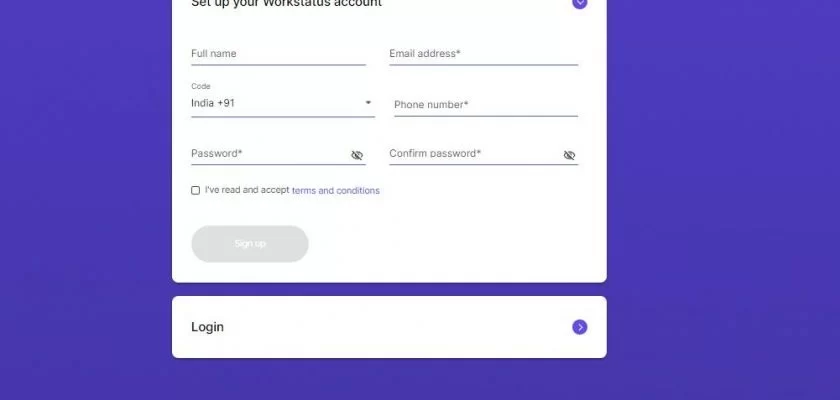 Set up your Workstatus account
Full name
Email address*
Code
India +91
Phone number*
Password*
Confirm password*
I've read and accept terms and conditions
Sign up
Login